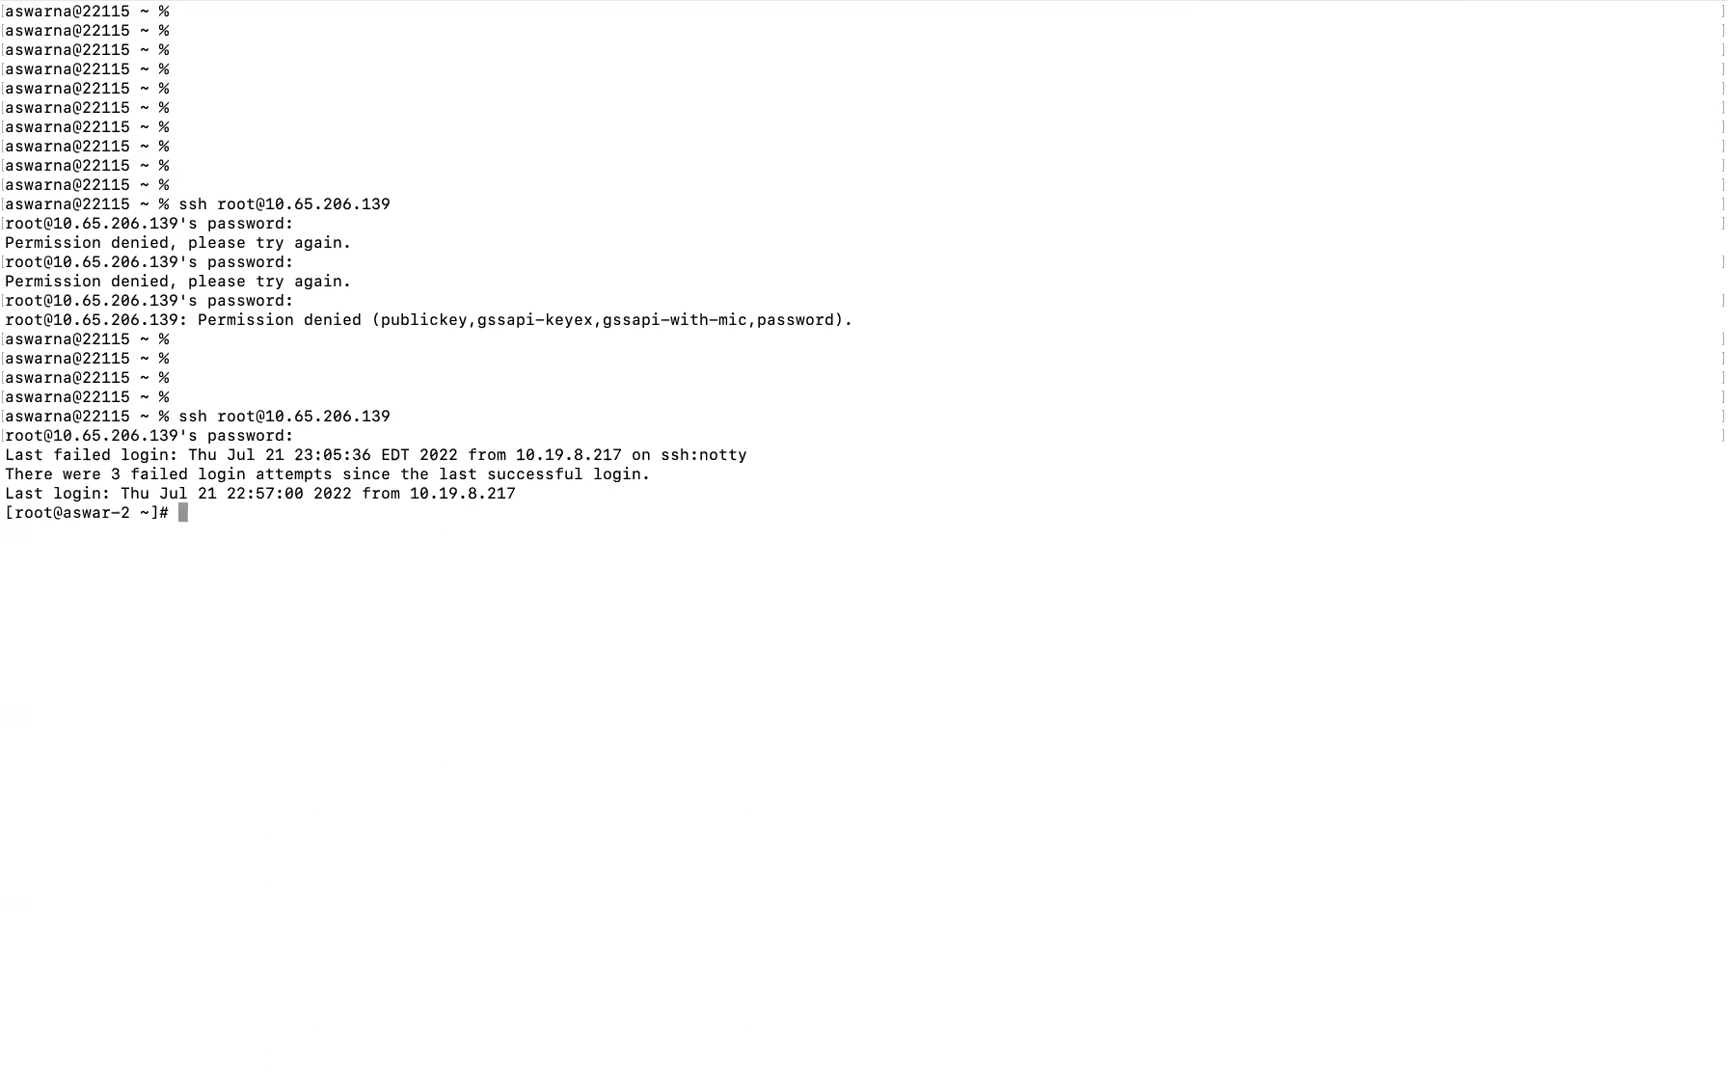 [aswarna@22115 ~ % ]
[aswarna@22115 ~ % ]
[aswarna@22115 ~ % ]
[aswarna@22115 ~ % ]
[aswarna@22115 ~ % ]
[aswarna@22115 ~ % ]
[aswarna@22115 ~ % ]
[aswarna@22115 ~ % ]
[aswarna@22115 ~ % ]
[aswarna@22115 ~ % ]
[aswarna@22115 ~ % ssh root@10.65.206.139 ]
[root@10.65.206.139's password: ]
Permission denied, please try again.
[root@10.65.206.139's password: ]
Permission denied, please try again.
[root@10.65.206.139's password: ]
root@10.65.206.139: Permission denied (publickey,gssapi-keyex,gssapi-with-mic,password).
[aswarna@22115 ~ % ]
[aswarna@22115 ~ % ]
[aswarna@22115 ~ % ]
[aswarna@22115 ~ % ]
[aswarna@22115 ~ % ssh root@10.65.206.139 ]
[root@10.65.206.139's password: ]
Last failed login: Thu Jul 21 23:05:36 EDT 2022 from 10.19.8.217 on ssh:notty
There were 3 failed login attempts since the last successful login.
Last login: Thu Jul 21 22:57:00 2022 from 10.19.8.217
[root@aswar-2 ~]#